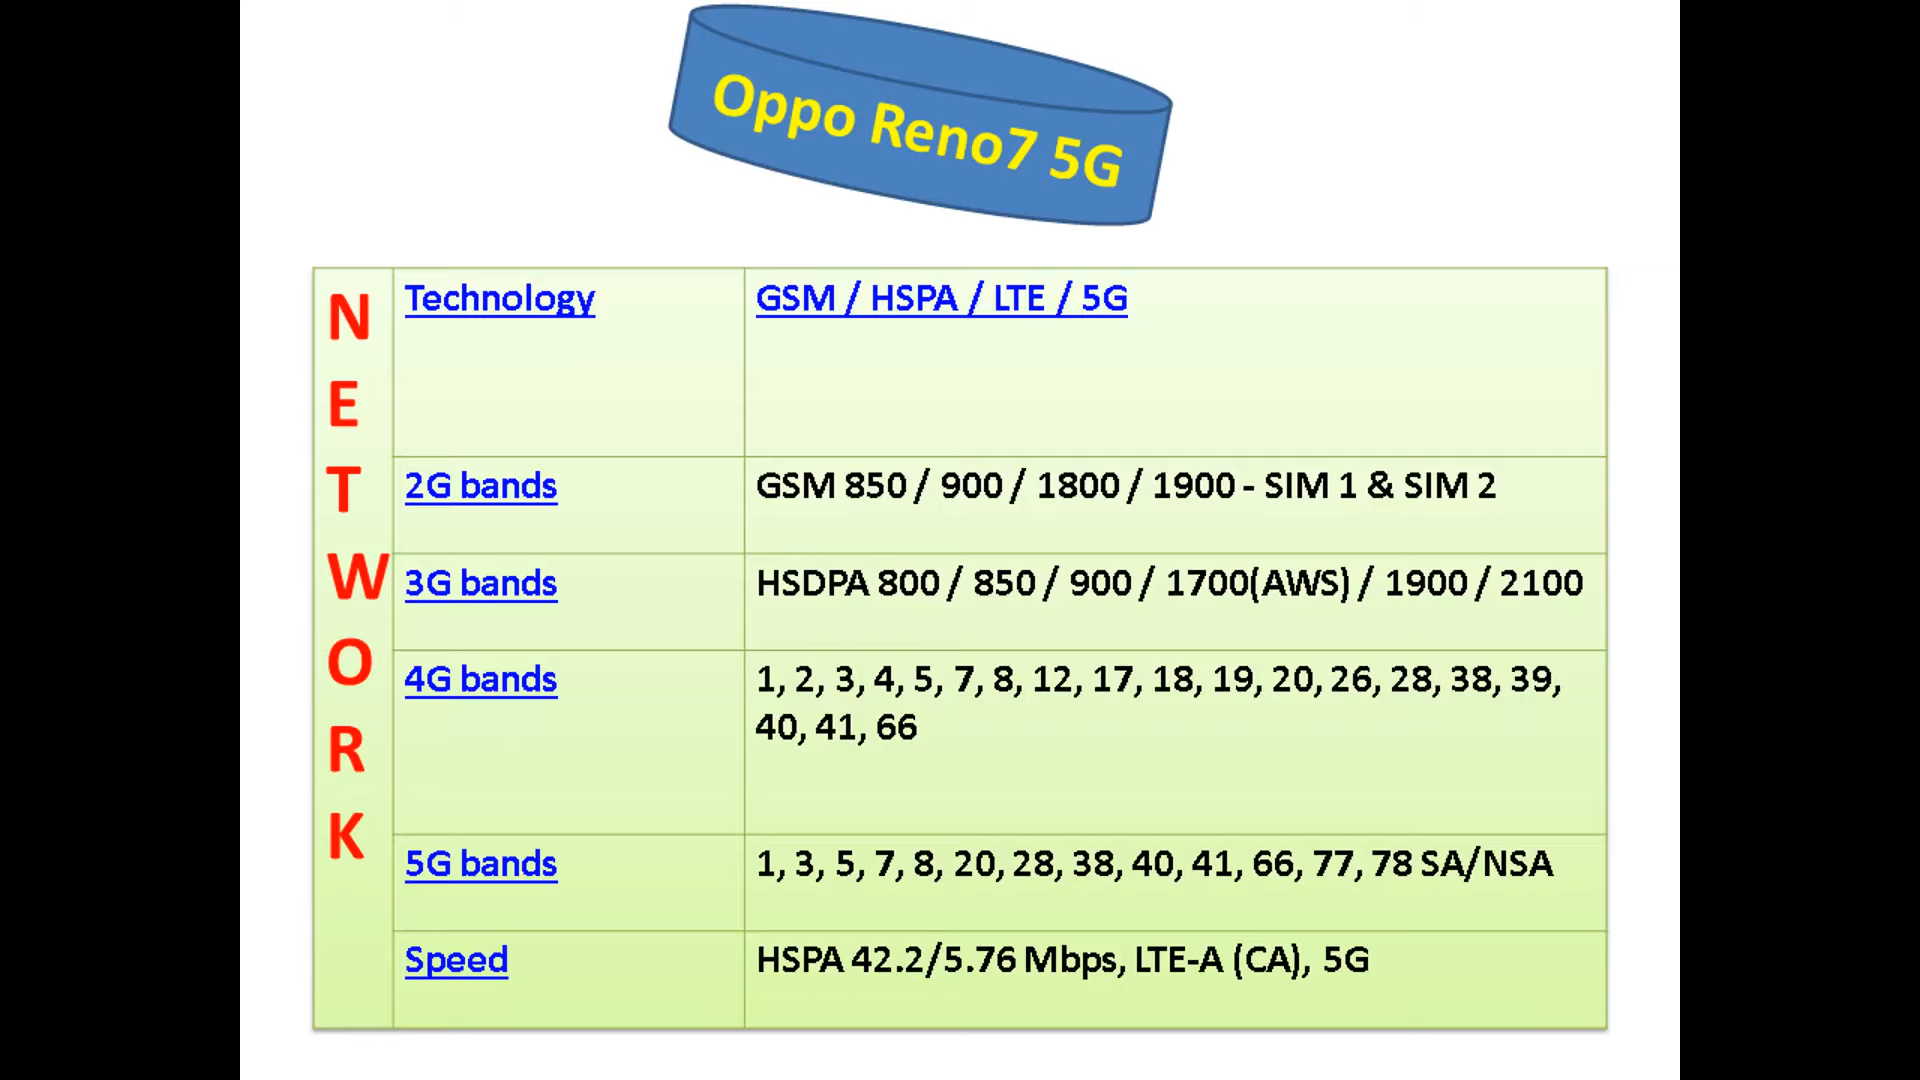 Oppo Reno7 5G
NETWORK
Technology GSM / HSPA / LTE / 5G
2G bands GSM 850 / 900 / 1800 / 1900 - SIM 1 & SIM 2
3G bands HSDPA 800 / 850 / 900 / 1700(AWS) / 1900 / 2100
4G bands 1, 2, 3, 4, 5, 7, 8, 12, 17, 18, 19, 20, 26, 28, 38, 39,
40, 41, 66
5G bands 1, 3, 5, 7, 8, 20, 28, 38, 40, 41, 66, 77, 78 SA/NSA
Speed HSPA 42.2/5.76 Mbps, LTE-A (CA), 5G